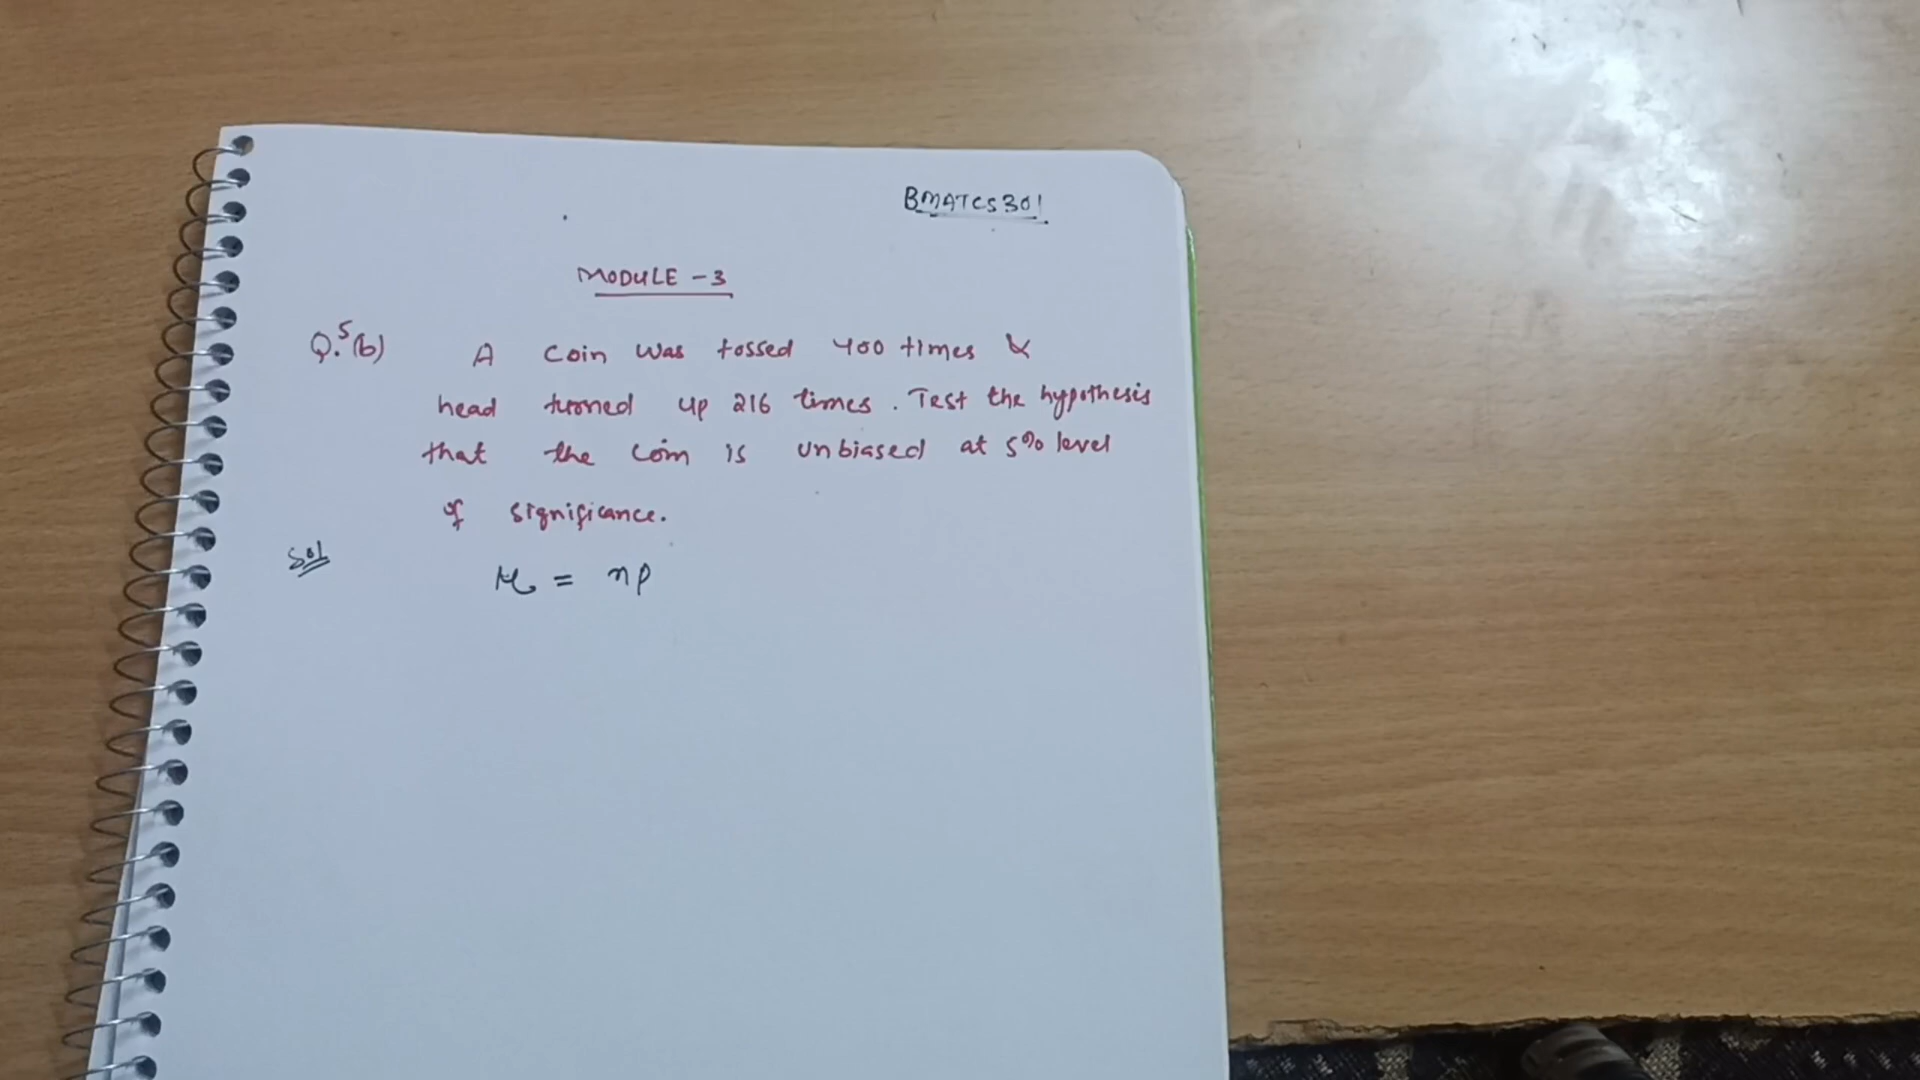 BMATCS301
MODULE - 3
Q.5(b) A coin was tossed 400 times &
head turned up 216 times. Test the hypothesis
that the coin is unbiased at 5% level
of significance.
Sol
μ = np